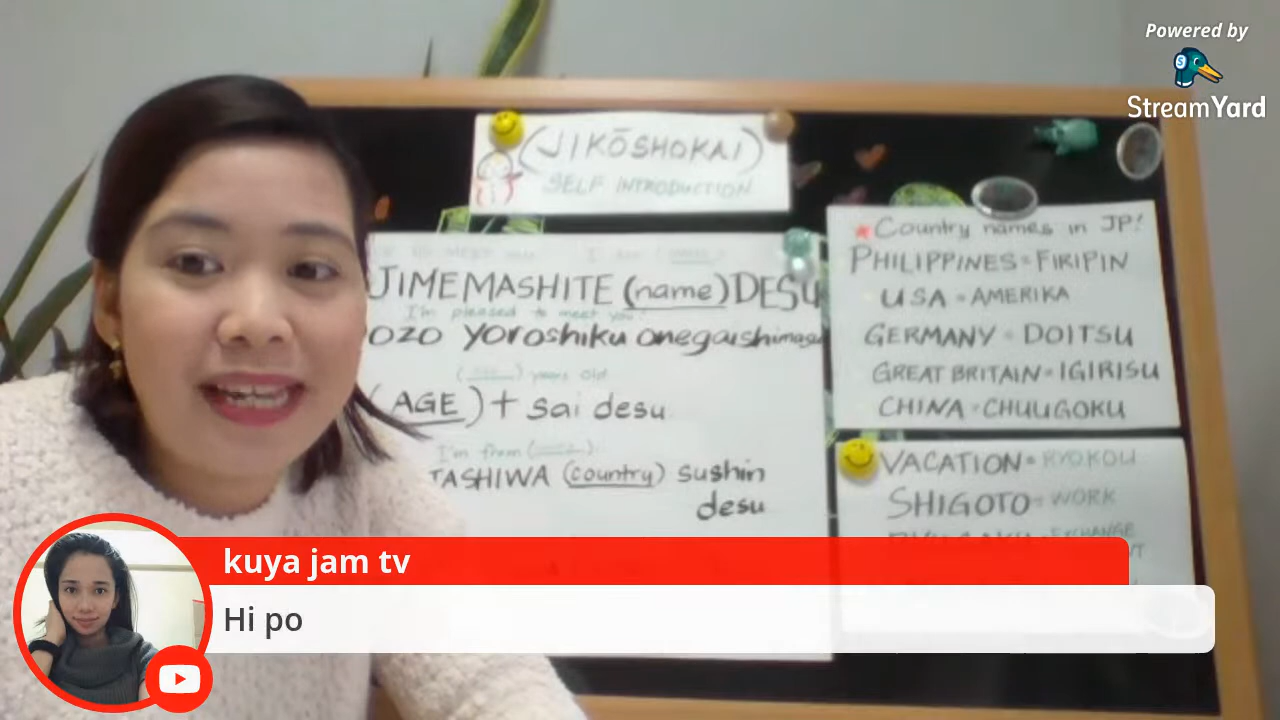 Powered by
StreamYard
(JIKŌSHOKAI)
SELF INTRODUCTION
JIMEMASHITE (name) DESU
I'm pleased to meet you!
OZO yoroshiku onegaishimasu
years old
(AGE) + sai desu
I'm from
TASHIWA (country) sushin
desu
Country names in JP!
PHILIPPINES = FIRIPIN
USA = AMERIKA
GERMANY = DOITSU
GREAT BRITAIN = IGIRISU
CHINA = CHUUGOKU
VACATION = RYOKOU
SHIGOTO = WORK
EXCHANGE
kuya jam tv
Hi po